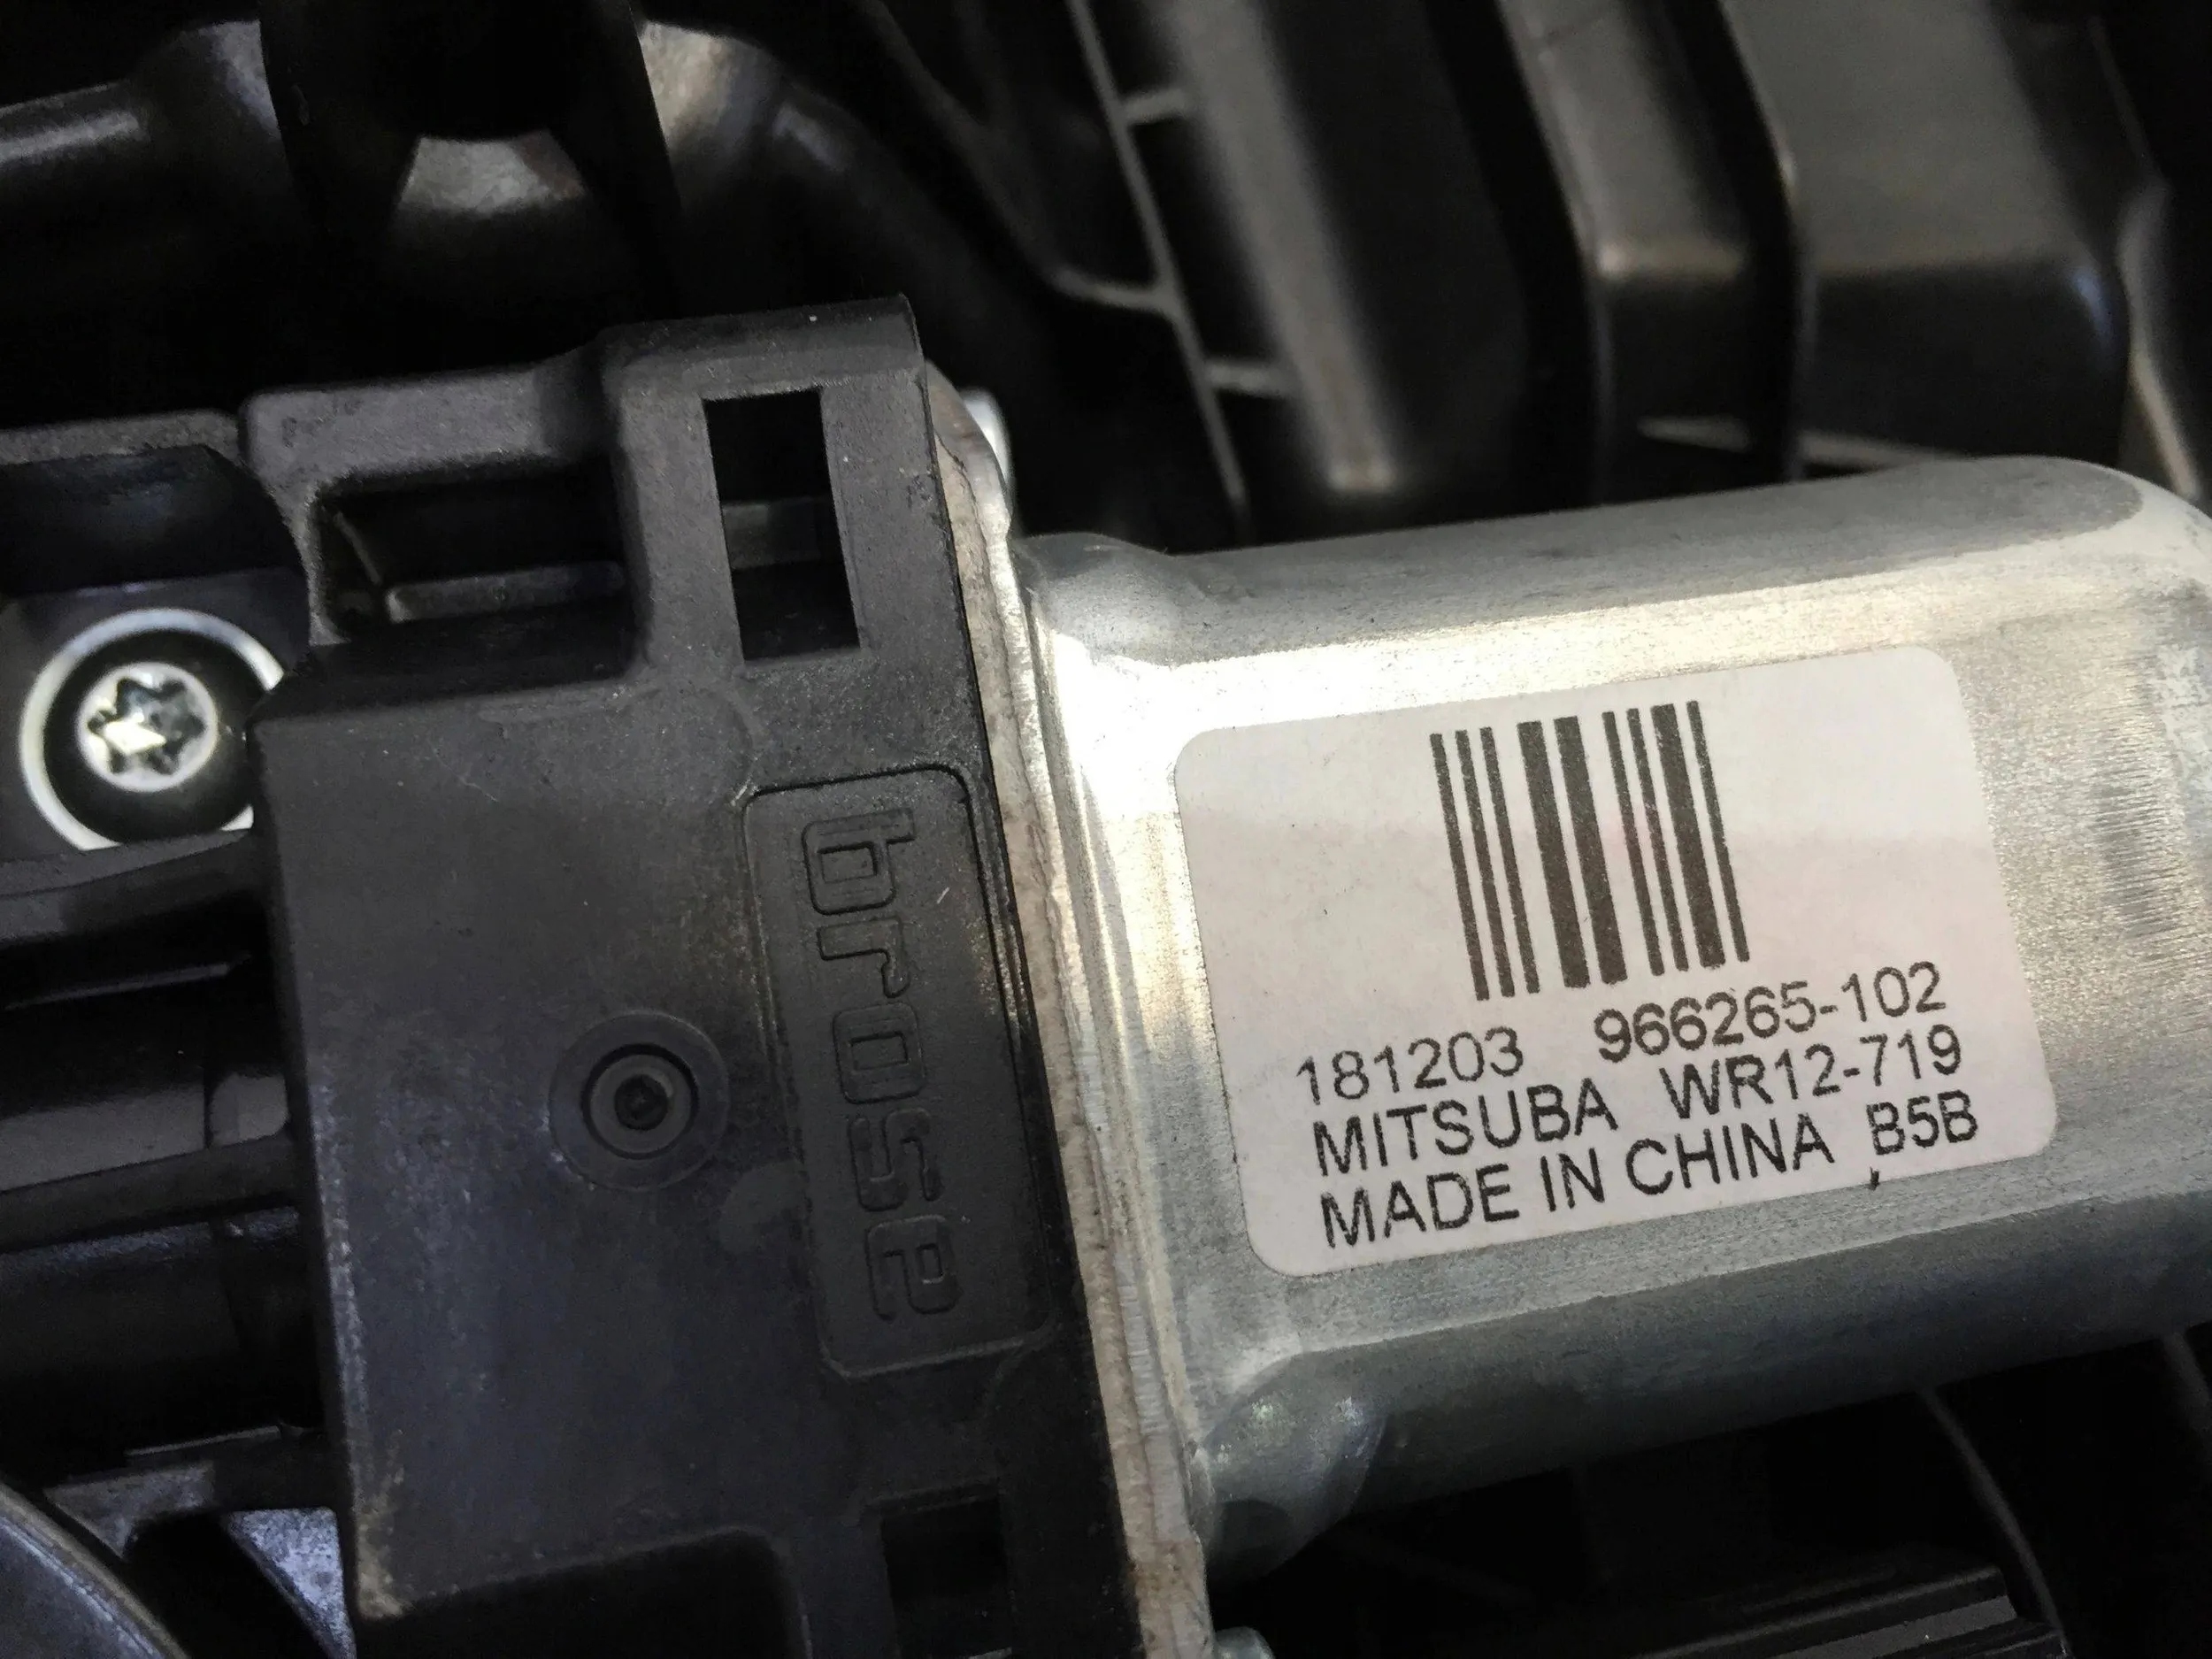 brose
181203 966265-102
MITSUBA WR12-719
MADE IN CHINA B5B